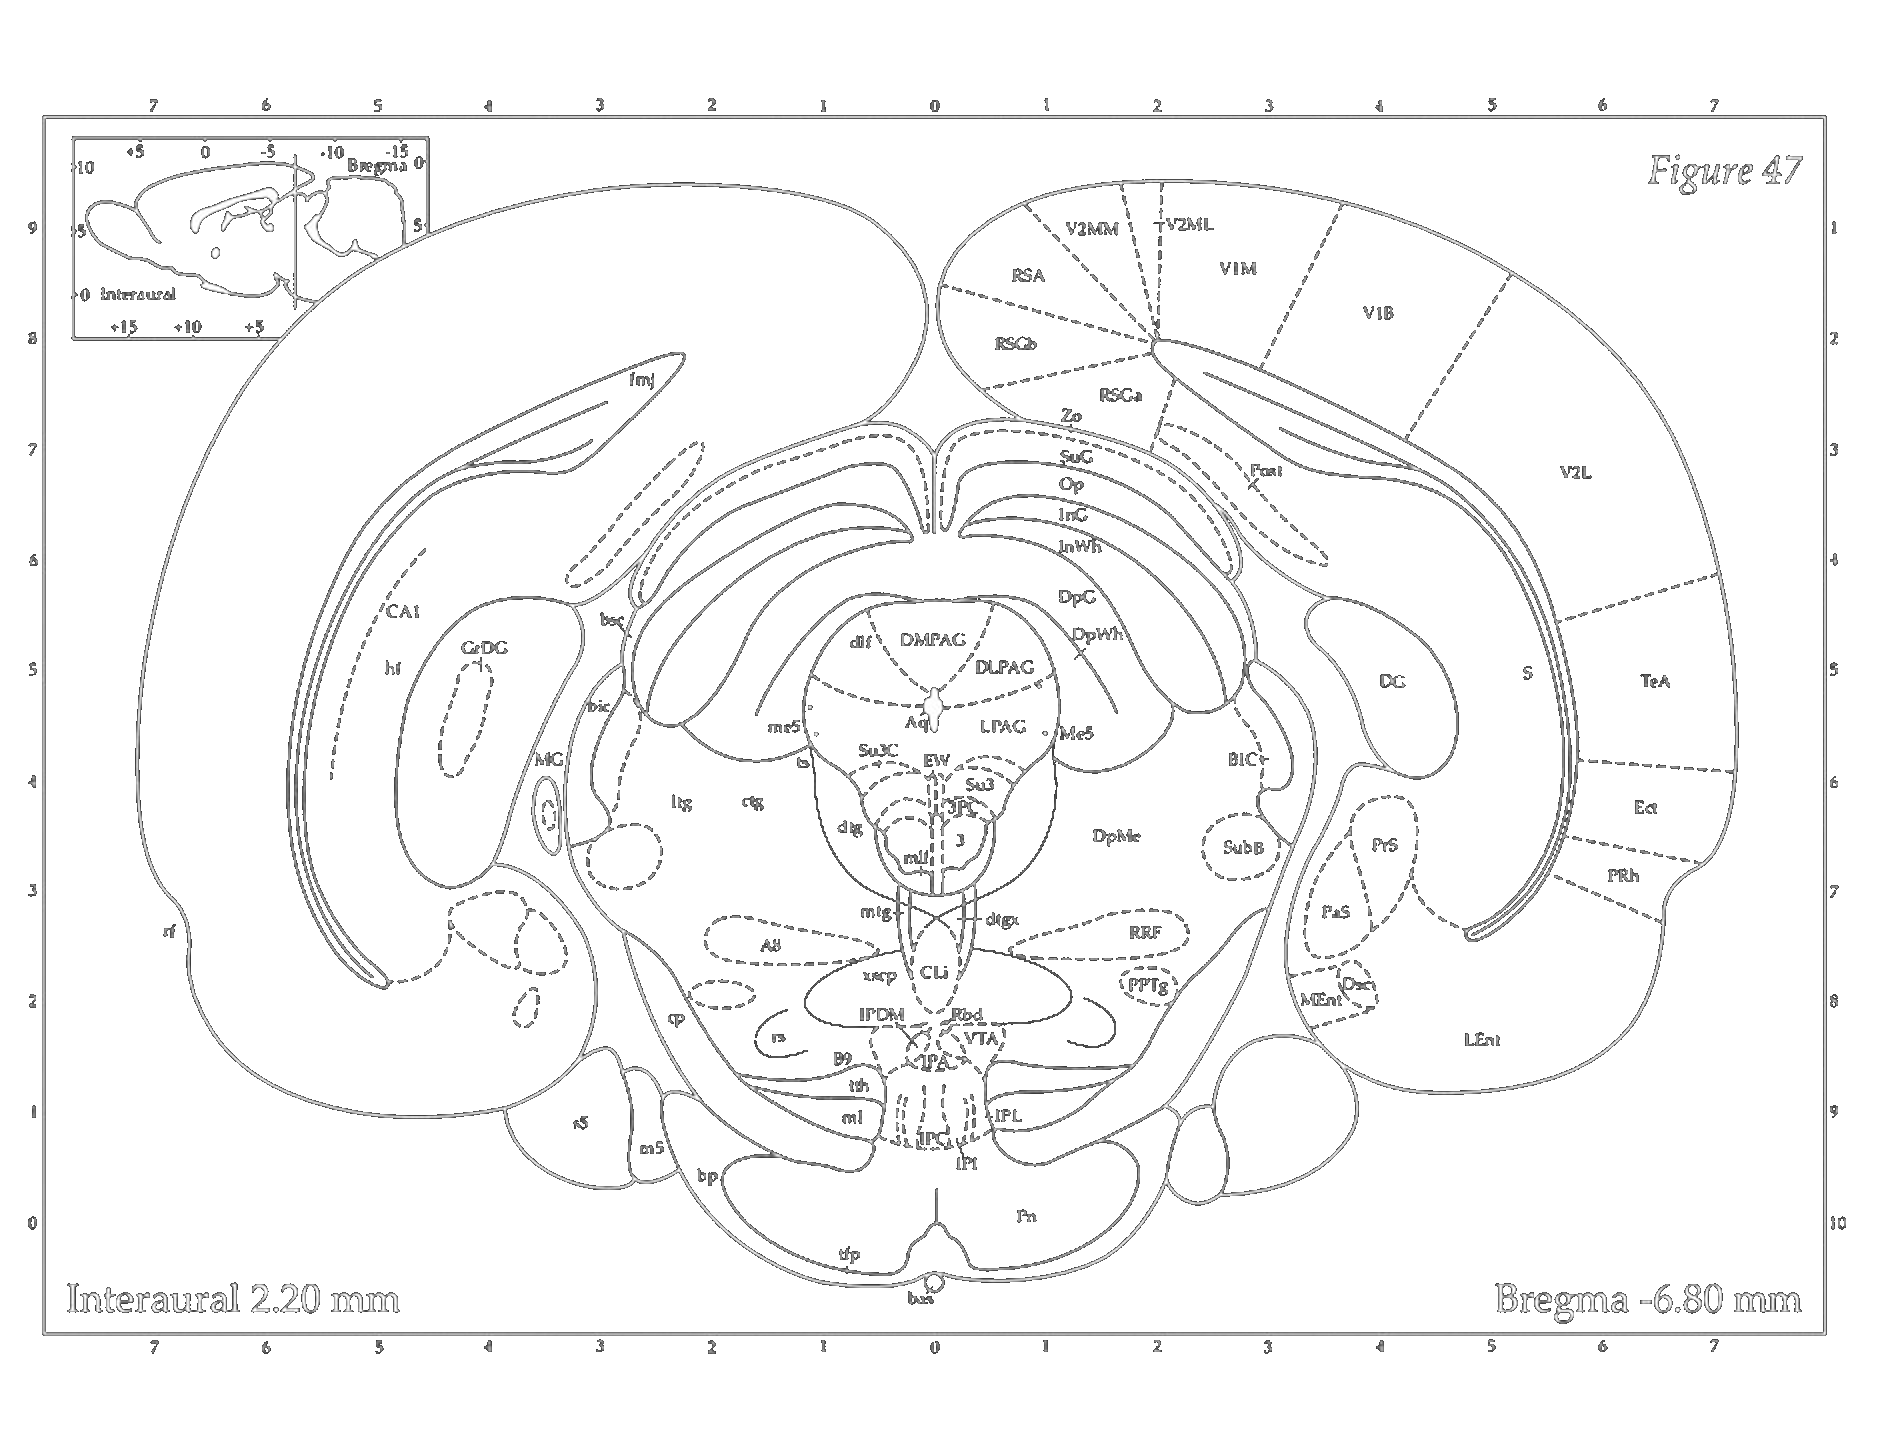 7 6 5 4 3 2 1 0 1 2 3 4 5 6 7
+5 0 -5 -10 -15
10 Bregma 0
Figure 47
5 5
0 Interaural
+15 +10 +5
9 1
8 2
7 3
6 4
5 5
4 6
3 7
2 8
1 9
0 10
V2MM V2ML
RSA V1M
V1B
RSGb
fmj
RSGa
Zo
SuG
Post V2L
Op
InG
InWh
CA1 DpG
bsc
DpWh
GrDG dlf DMPAG
hf DLPAG DG S TeA
bic
me5 Aq LPAG Me5
Su3C EW
MG ts BIC
Su3
ltg ctg 3PC Ect
dtg DpMe
3 SubB PrS
mlf
PRh
mtg dtgx PaS
rf
A8 RRF
xscp CLi
PPTg Dsc
MEnt
cp IPDM Rbd
rs VTA LEnt
B9 IPA
tth
ml IPL
r5 IPC
m5 IPI
bp
Pn
tfp
bas
Interaural 2.20 mm Bregma -6.80 mm
7 6 5 4 3 2 1 0 1 2 3 4 5 6 7